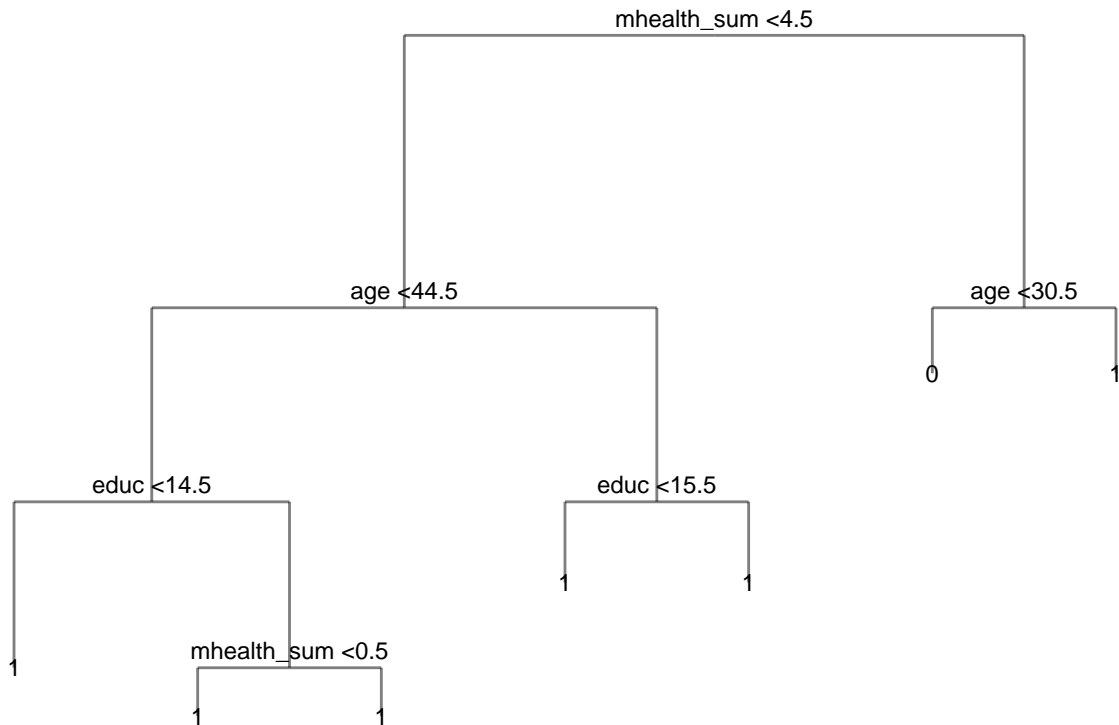 mhealth_sum <4.5
age <44.5
age <30.5
0
1
educ <14.5
educ <15.5
1
1
mhealth_sum <0.5
1
1
1